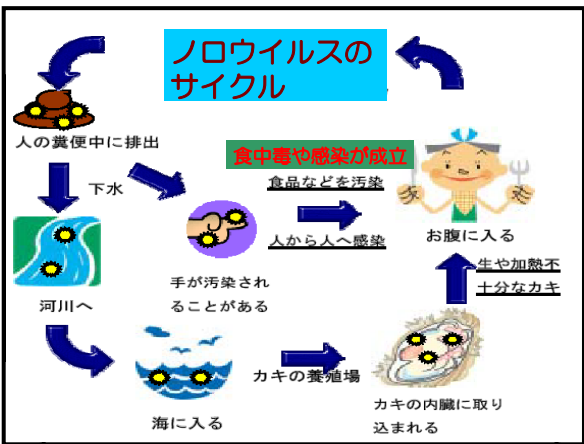 ノロウイルスの
サイクル
人の糞便中に排出
食中毒や感染が成立
下水
食品などを汚染
人から人へ感染
お腹に入る
手が汚染され
ることがある
河川へ
生や加熱不
十分なカキ
カキの養殖場
海に入る
カキの内臓に取り
込まれる